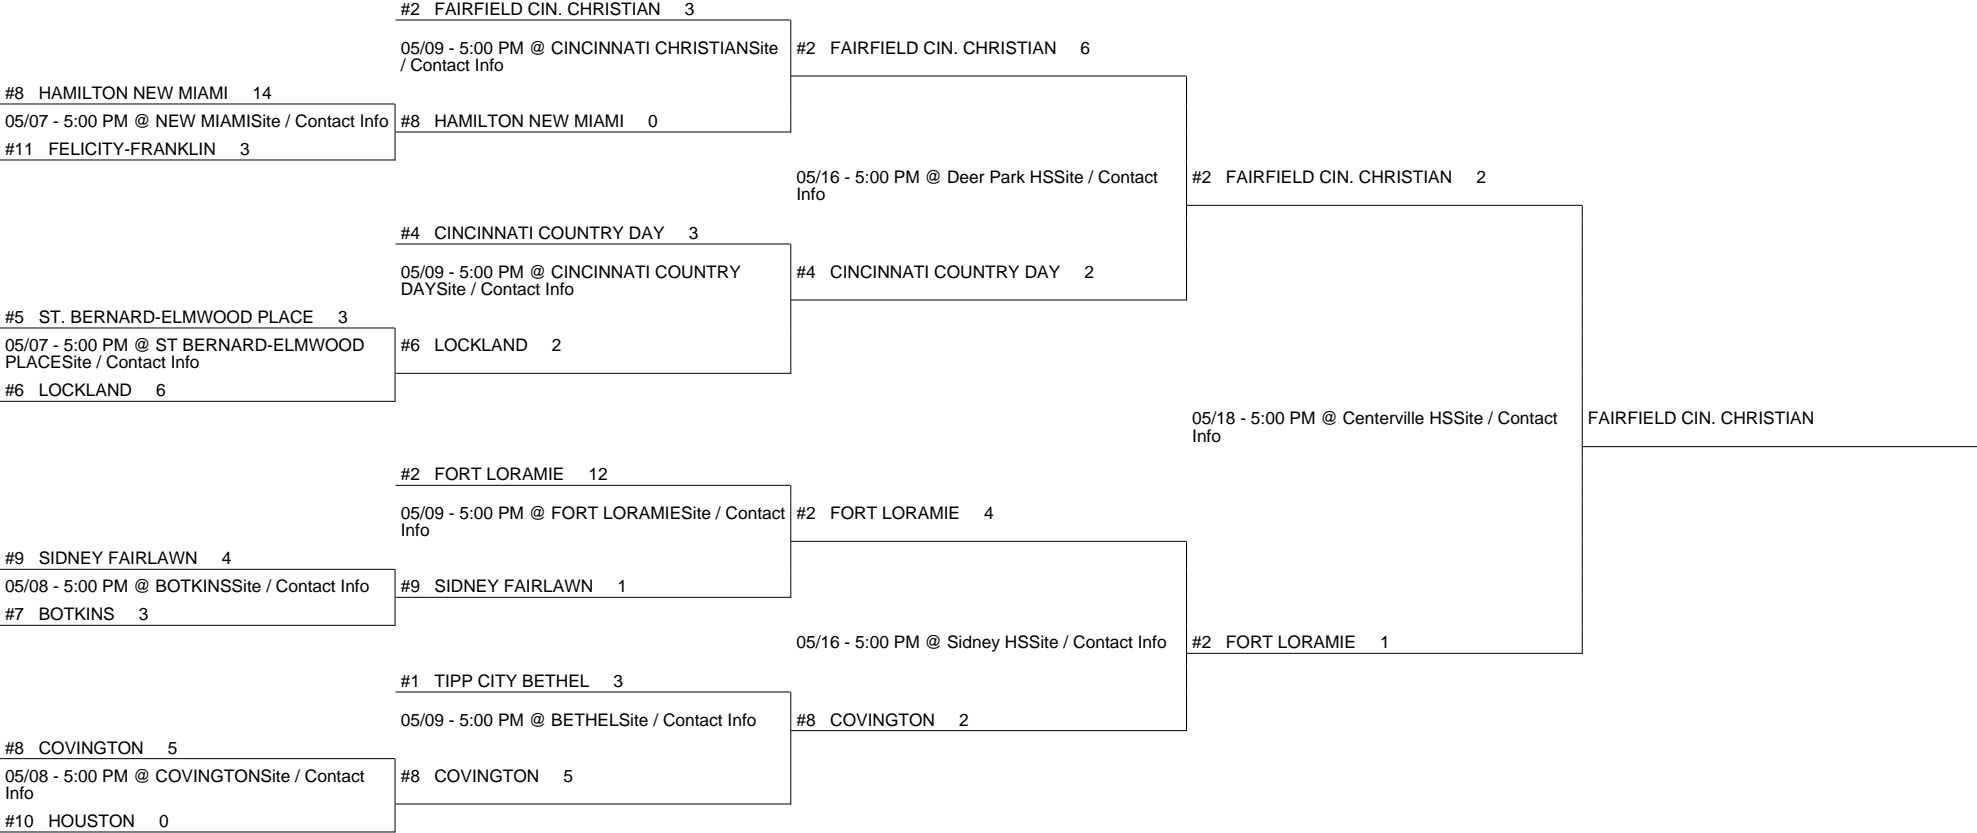 #2 FAIRFIELD CIN. CHRISTIAN 3
05/09 - 5:00 PM @ CINCINNATI CHRISTIANSite
/ Contact Info
#2 FAIRFIELD CIN. CHRISTIAN 6
#8 HAMILTON NEW MIAMI 14
05/07 - 5:00 PM @ NEW MIAMISite / Contact Info
#8 HAMILTON NEW MIAMI 0
#11 FELICITY-FRANKLIN 3
05/16 - 5:00 PM @ Deer Park HSSite / Contact
Info
#2 FAIRFIELD CIN. CHRISTIAN 2
#4 CINCINNATI COUNTRY DAY 3
05/09 - 5:00 PM @ CINCINNATI COUNTRY
DAYSite / Contact Info
#4 CINCINNATI COUNTRY DAY 2
#5 ST. BERNARD-ELMWOOD PLACE 3
05/07 - 5:00 PM @ ST BERNARD-ELMWOOD
PLACESite / Contact Info
#6 LOCKLAND 2
#6 LOCKLAND 6
05/18 - 5:00 PM @ Centerville HSSite / Contact
Info
FAIRFIELD CIN. CHRISTIAN
#2 FORT LORAMIE 12
05/09 - 5:00 PM @ FORT LORAMIESite / Contact
Info
#2 FORT LORAMIE 4
#9 SIDNEY FAIRLAWN 4
05/08 - 5:00 PM @ BOTKINSSite / Contact Info
#9 SIDNEY FAIRLAWN 1
#7 BOTKINS 3
05/16 - 5:00 PM @ Sidney HSSite / Contact Info
#2 FORT LORAMIE 1
#1 TIPP CITY BETHEL 3
05/09 - 5:00 PM @ BETHELSite / Contact Info
#8 COVINGTON 2
#8 COVINGTON 5
05/08 - 5:00 PM @ COVINGTONSite / Contact
Info
#8 COVINGTON 5
#10 HOUSTON 0